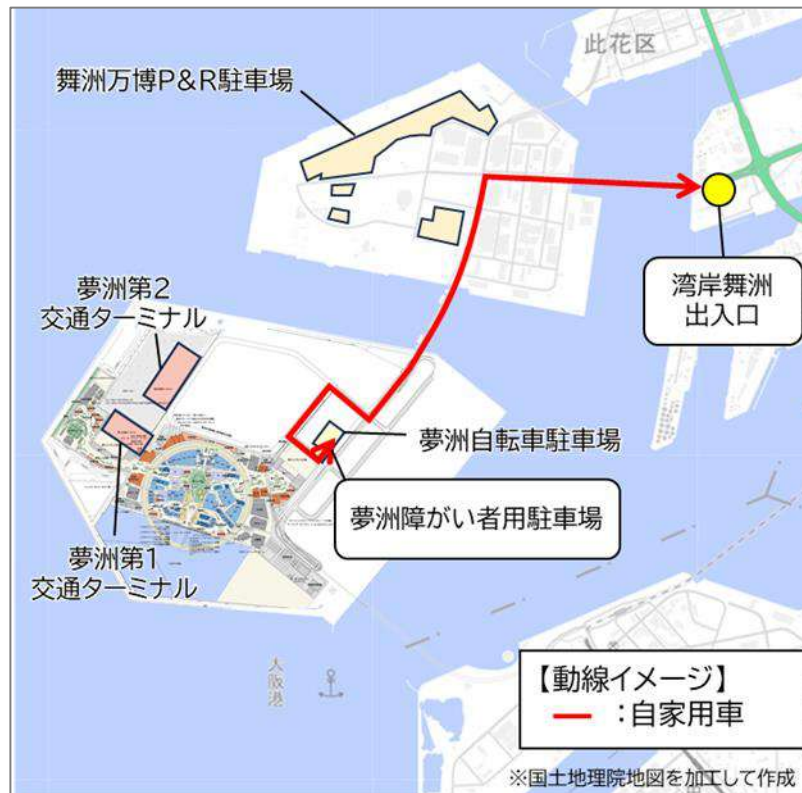 此花区
舞洲万博P&R駐車場
湾岸舞洲
出入口
夢洲第2
交通ターミナル
夢洲自転車駐車場
夢洲障がい者用駐車場
夢洲第1
交通ターミナル
大阪港
【動線イメージ】
：自家用車
※国土地理院地図を加工して作成